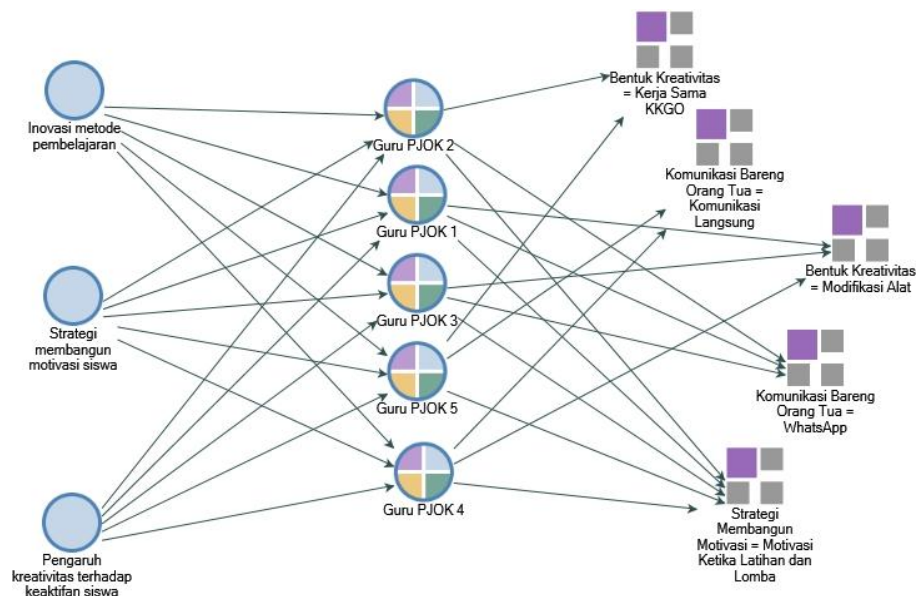 Inovasi metode
pembelajaran
Strategi
membangun
motivasi siswa
Pengaruh
kreativitas terhadap
keaktifan siswa
Guru PJOK 2
Guru PJOK 1
Guru PJOK 3
Guru PJOK 5
Guru PJOK 4
Bentuk Kreativitas
= Kerja Sama
KKGO
Komunikasi Bareng
Orang Tua =
Komunikasi
Langsung
Bentuk Kreativitas
= Modifikasi Alat
Komunikasi Bareng
Orang Tua =
WhatsApp
Strategi
Membangun
Motivasi = Motivasi
Ketika Latihan dan
Lomba